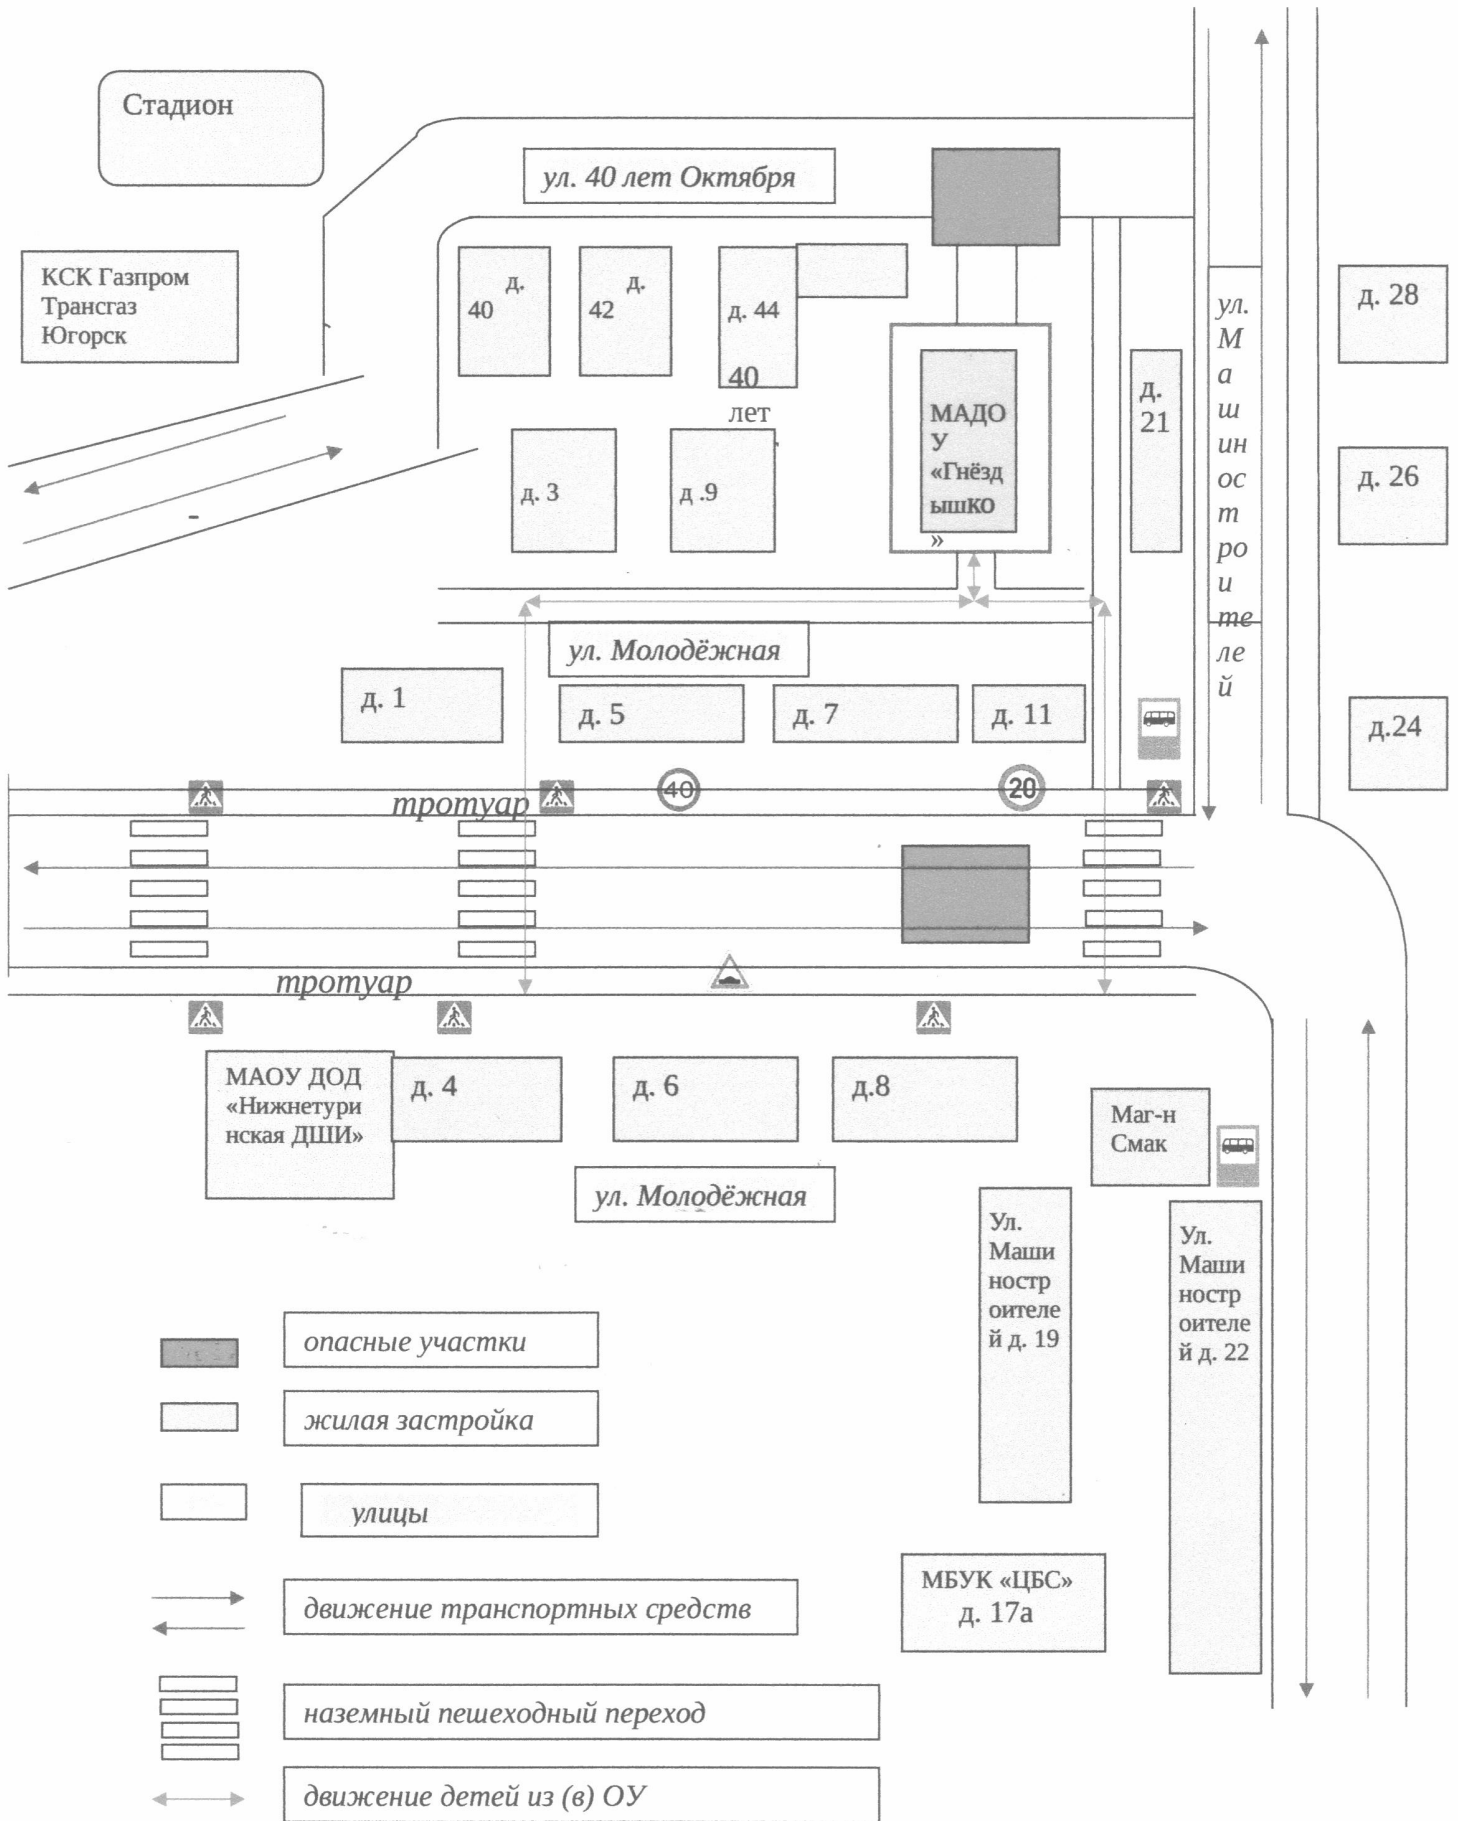 Стадион
ул. 40 лет Октября
КСК Газпром
Трансгаз
Югорск
д.
40
д.
42
д. 44
40
лет
д. 3
д .9
МАДО
У
«Гнёзд
ышко
»
д.
21
ул.
М
а
ш
ин
ос
т
ро
и
те
ле
й
д. 28
д. 26
д.24
ул. Молодёжная
д. 1
д. 5
д. 7
д. 11
тротуар
40
20
тротуар
МАОУ ДОД
«Нижнетури
нская ДШИ»
д. 4
д. 6
д.8
Маг-н
Смак
ул. Молодёжная
Ул.
Маши
ностр
оителе
й д. 19
Ул.
Маши
ностр
оителе
й д. 22
МБУК «ЦБС»
д. 17а
опасные участки
жилая застройка
улицы
движение транспортных средств
наземный пешеходный переход
движение детей из (в) ОУ